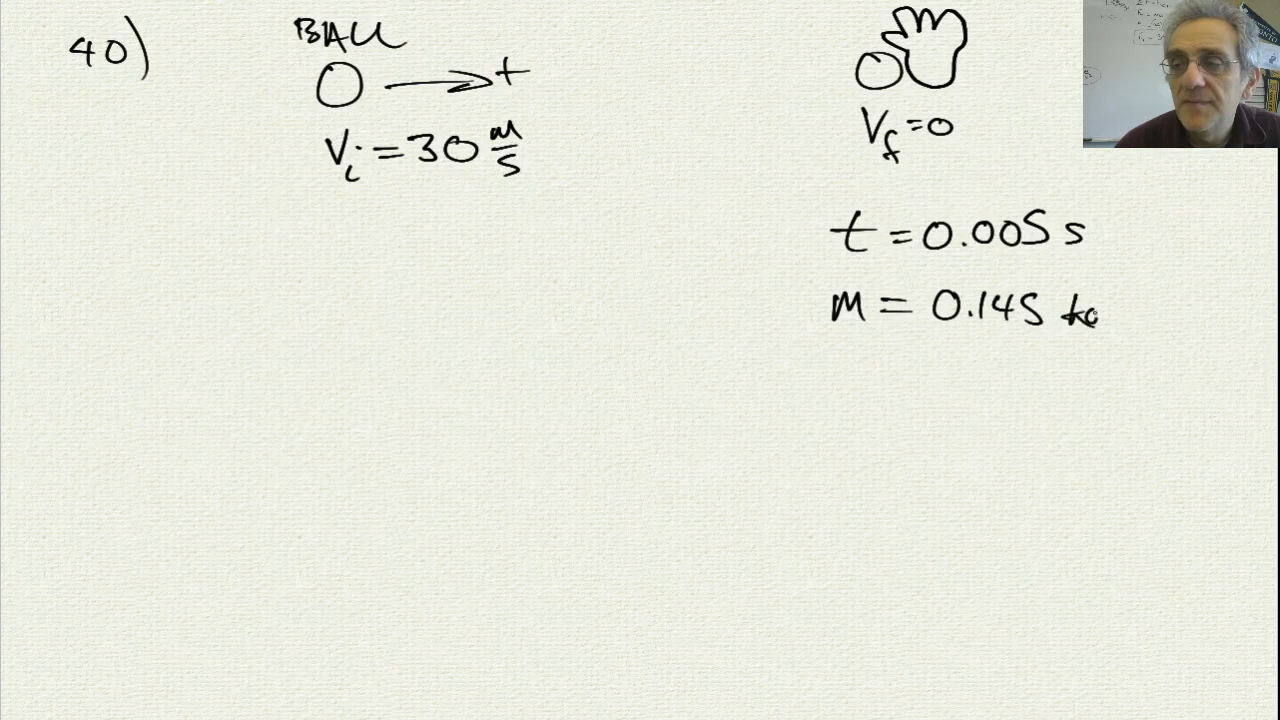 40)
BALL
+
Vi = 30 m/s
Vf = 0
t = 0.005 s
m = 0.145 kg